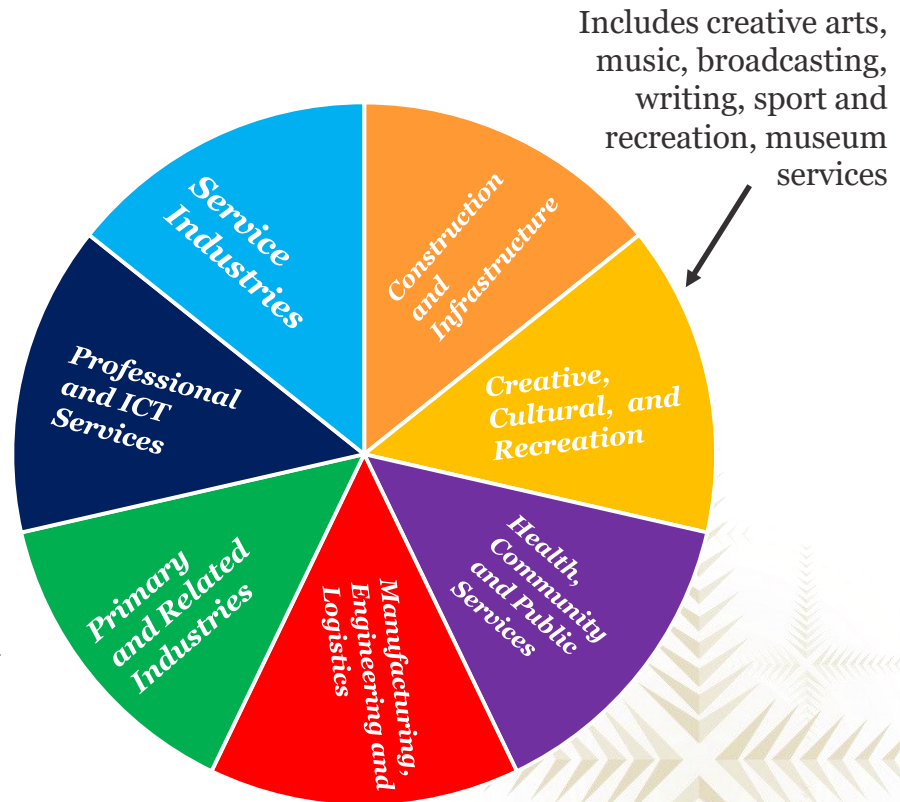 Includes creative arts,
music, broadcasting,
writing, sport and
recreation, museum
services
Service
Industries
Construction
and
Infrastructure
Creative,
Cultural, and
Recreation
Health,
Community
and Public
Services
Manufacturing,
Engineering and
Logistics
Primary
and Related
Industries
Professional
and ICT
Services